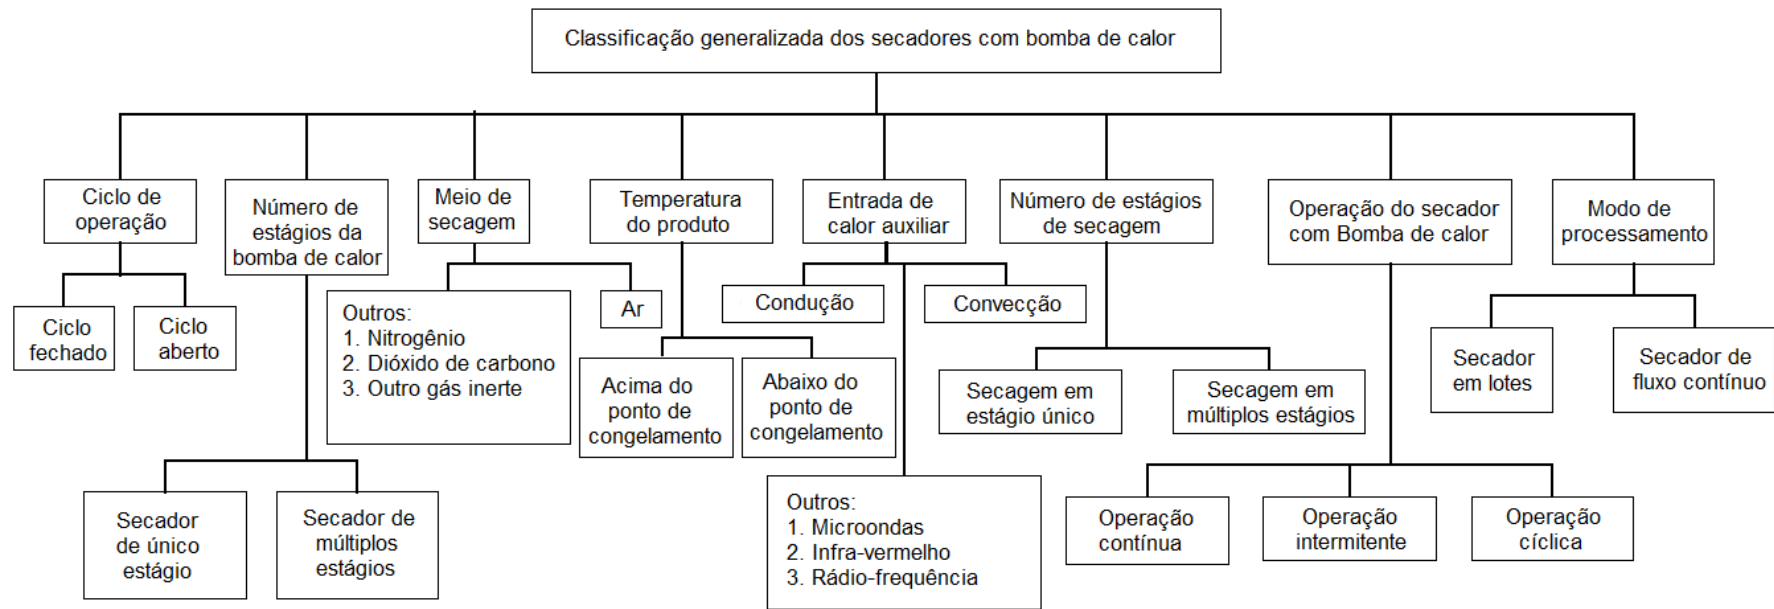 Classificação generalizada dos secadores com bomba de calor
Ciclo de
operação
Número de
estágios da
bomba de calor
Meio de
secagem
Temperatura
do produto
Entrada de
calor auxiliar
Número de estágios
de secagem
Operação do secador
com Bomba de calor
Modo de
processamento
Ciclo
fechado
Ciclo
aberto
Outros:
1. Nitrogênio
2. Dióxido de carbono
3. Outro gás inerte
Ar
Acima do
ponto de
congelamento
Abaixo do
ponto de
congelamento
Condução
Convecção
Secagem em
estágio único
Secagem em
múltiplos estágios
Secador
em lotes
Secador de
fluxo contínuo
Secador
de único
estágio
Secador de
múltiplos
estágios
Outros:
1. Microondas
2. Infra-vermelho
3. Rádio-frequência
Operação
contínua
Operação
intermitente
Operação
cíclica